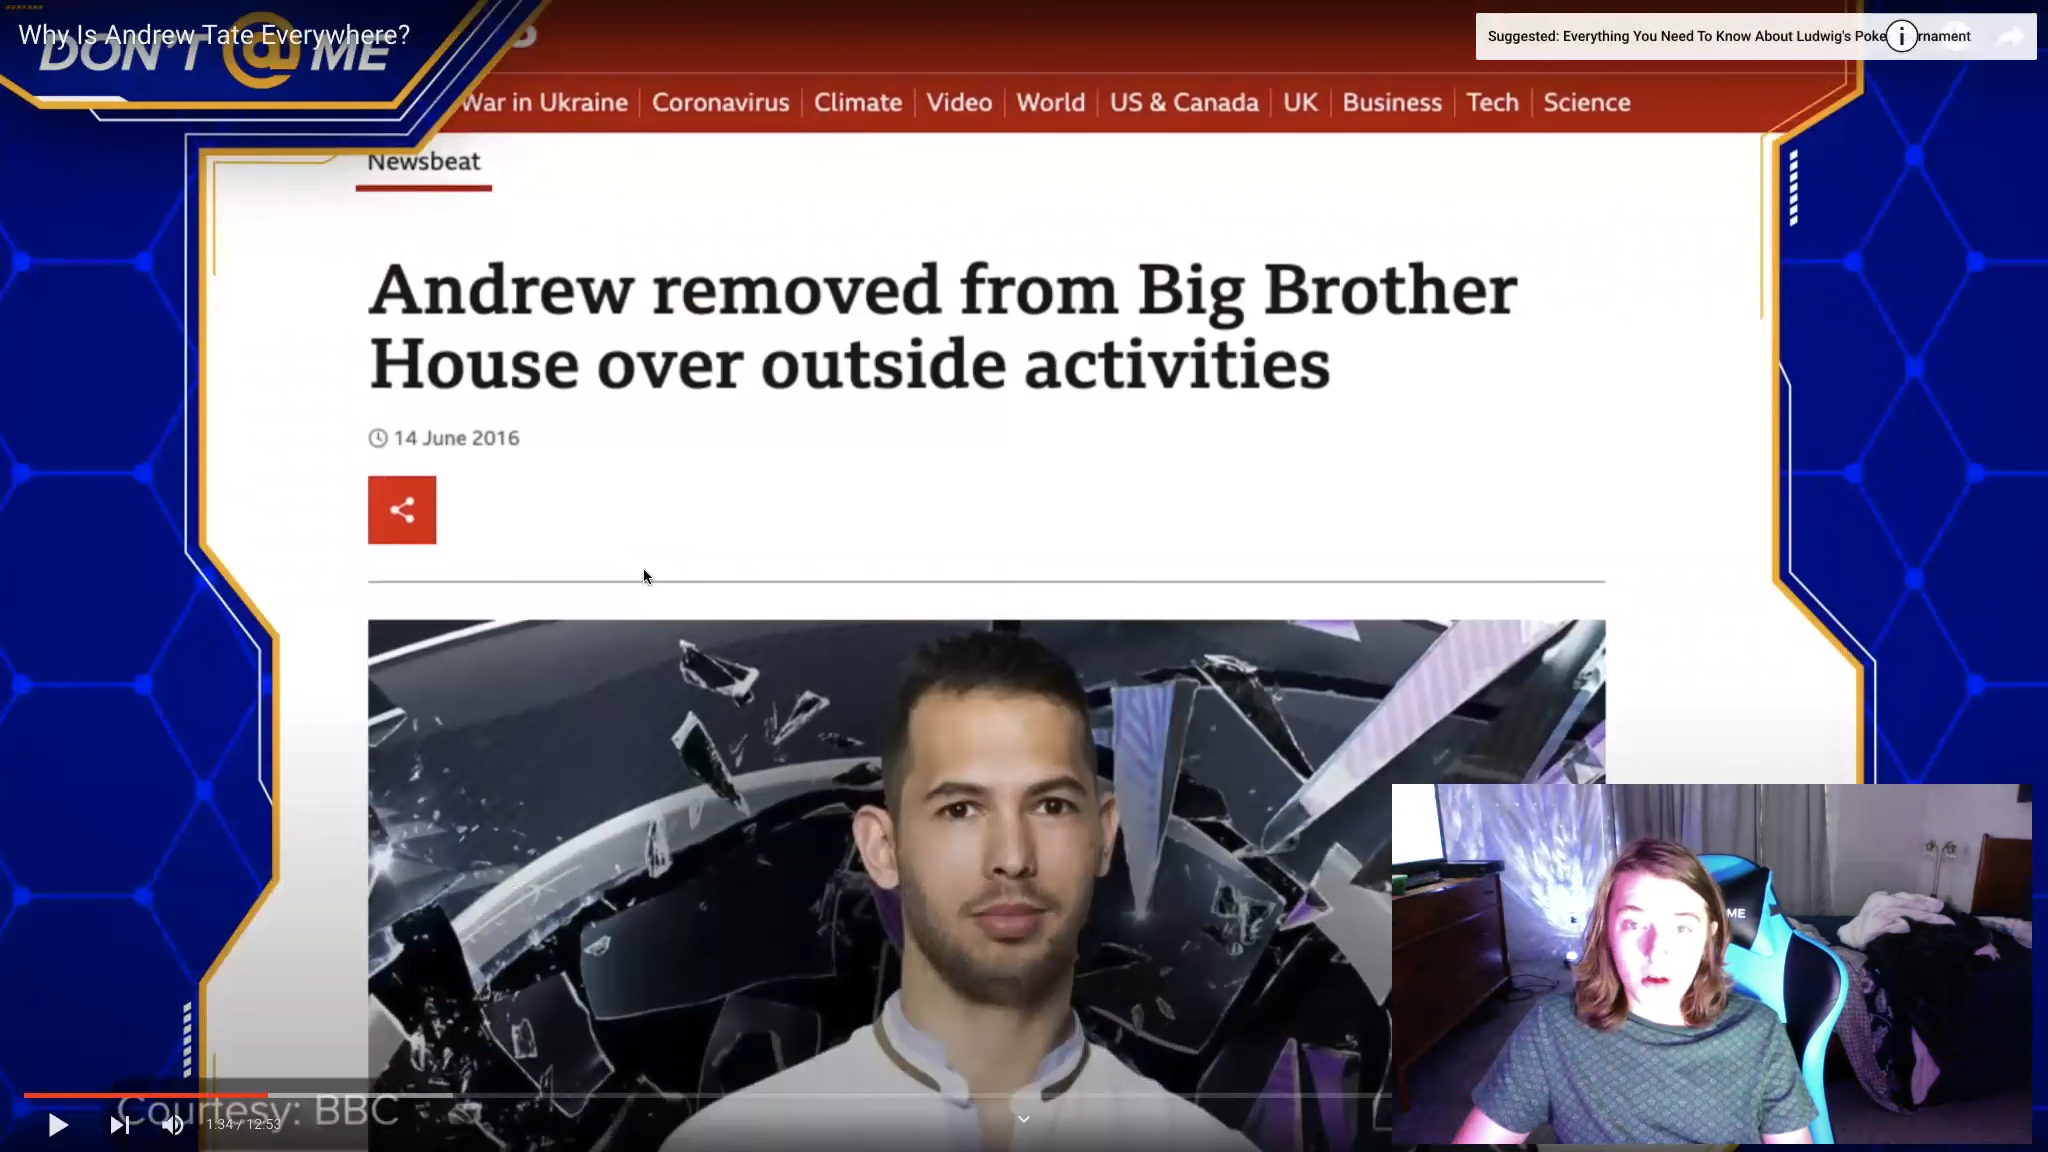 Why Is Andrew Tate Everywhere?
DON'T @ ME
Suggested: Everything You Need To Know About Ludwig's Poke rnament
War in Ukraine Coronavirus Climate Video World US & Canada UK Business Tech Science
Newsbeat
Andrew removed from Big Brother
House over outside activities
14 June 2016
ME
Courtesy: BBC
1:34 / 12:53